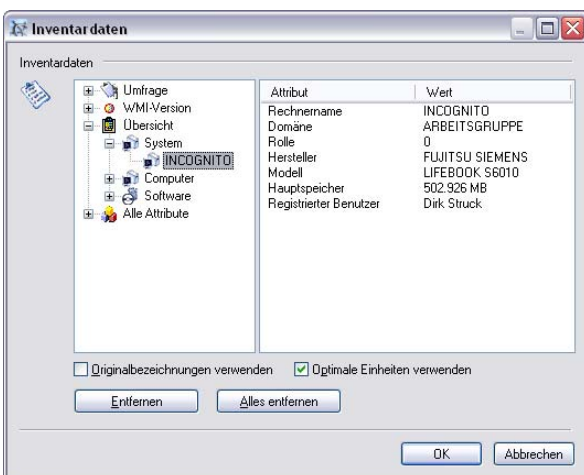 Inventardaten
Inventardaten
Umfrage
WMI-Version
Übersicht
System
INCOGNITO
Computer
Software
Alle Attribute
Attribut Wert
Rechnername INCOGNITO
Domäne ARBEITSGRUPPE
Rolle 0
Hersteller FUJITSU SIEMENS
Modell LIFEBOOK S6010
Hauptspeicher 502.926 MB
Registrierter Benutzer Dirk Struck
Originalbezeichnungen verwenden Optimale Einheiten verwenden
Entfernen Alles entfernen
OK Abbrechen